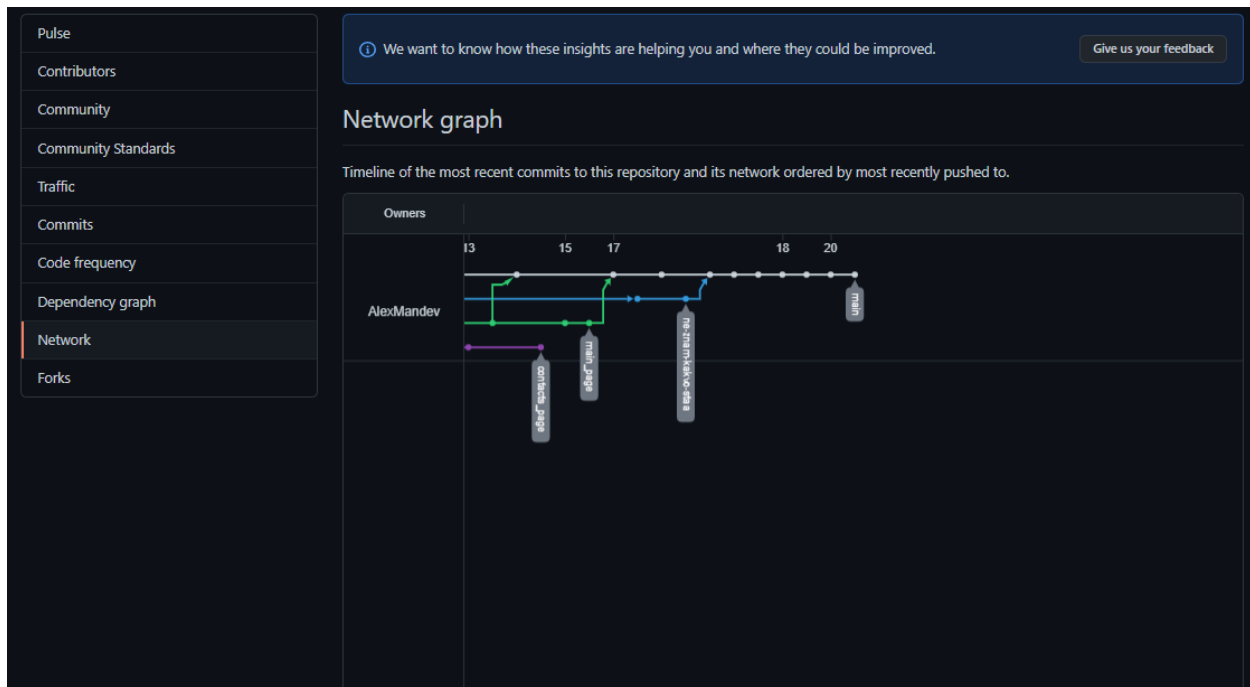 Pulse
Contributors
Community
Community Standards
Traffic
Commits
Code frequency
Dependency graph
Network
Forks
We want to know how these insights are helping you and where they could be improved.
Give us your feedback
Network graph
Timeline of the most recent commits to this repository and its network ordered by most recently pushed to.
Owners
13 15 17 18 20
AlexMandev
main
ne-znam-kakvo-staa
main_page
contacts_page